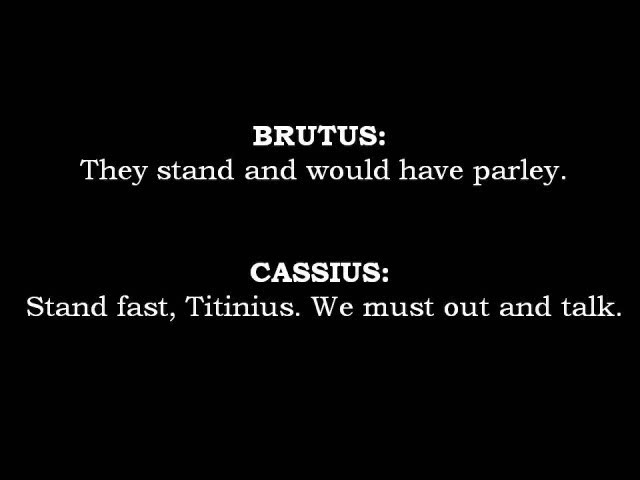 BRUTUS:
They stand and would have parley.
CASSIUS:
Stand fast, Titinius. We must out and talk.